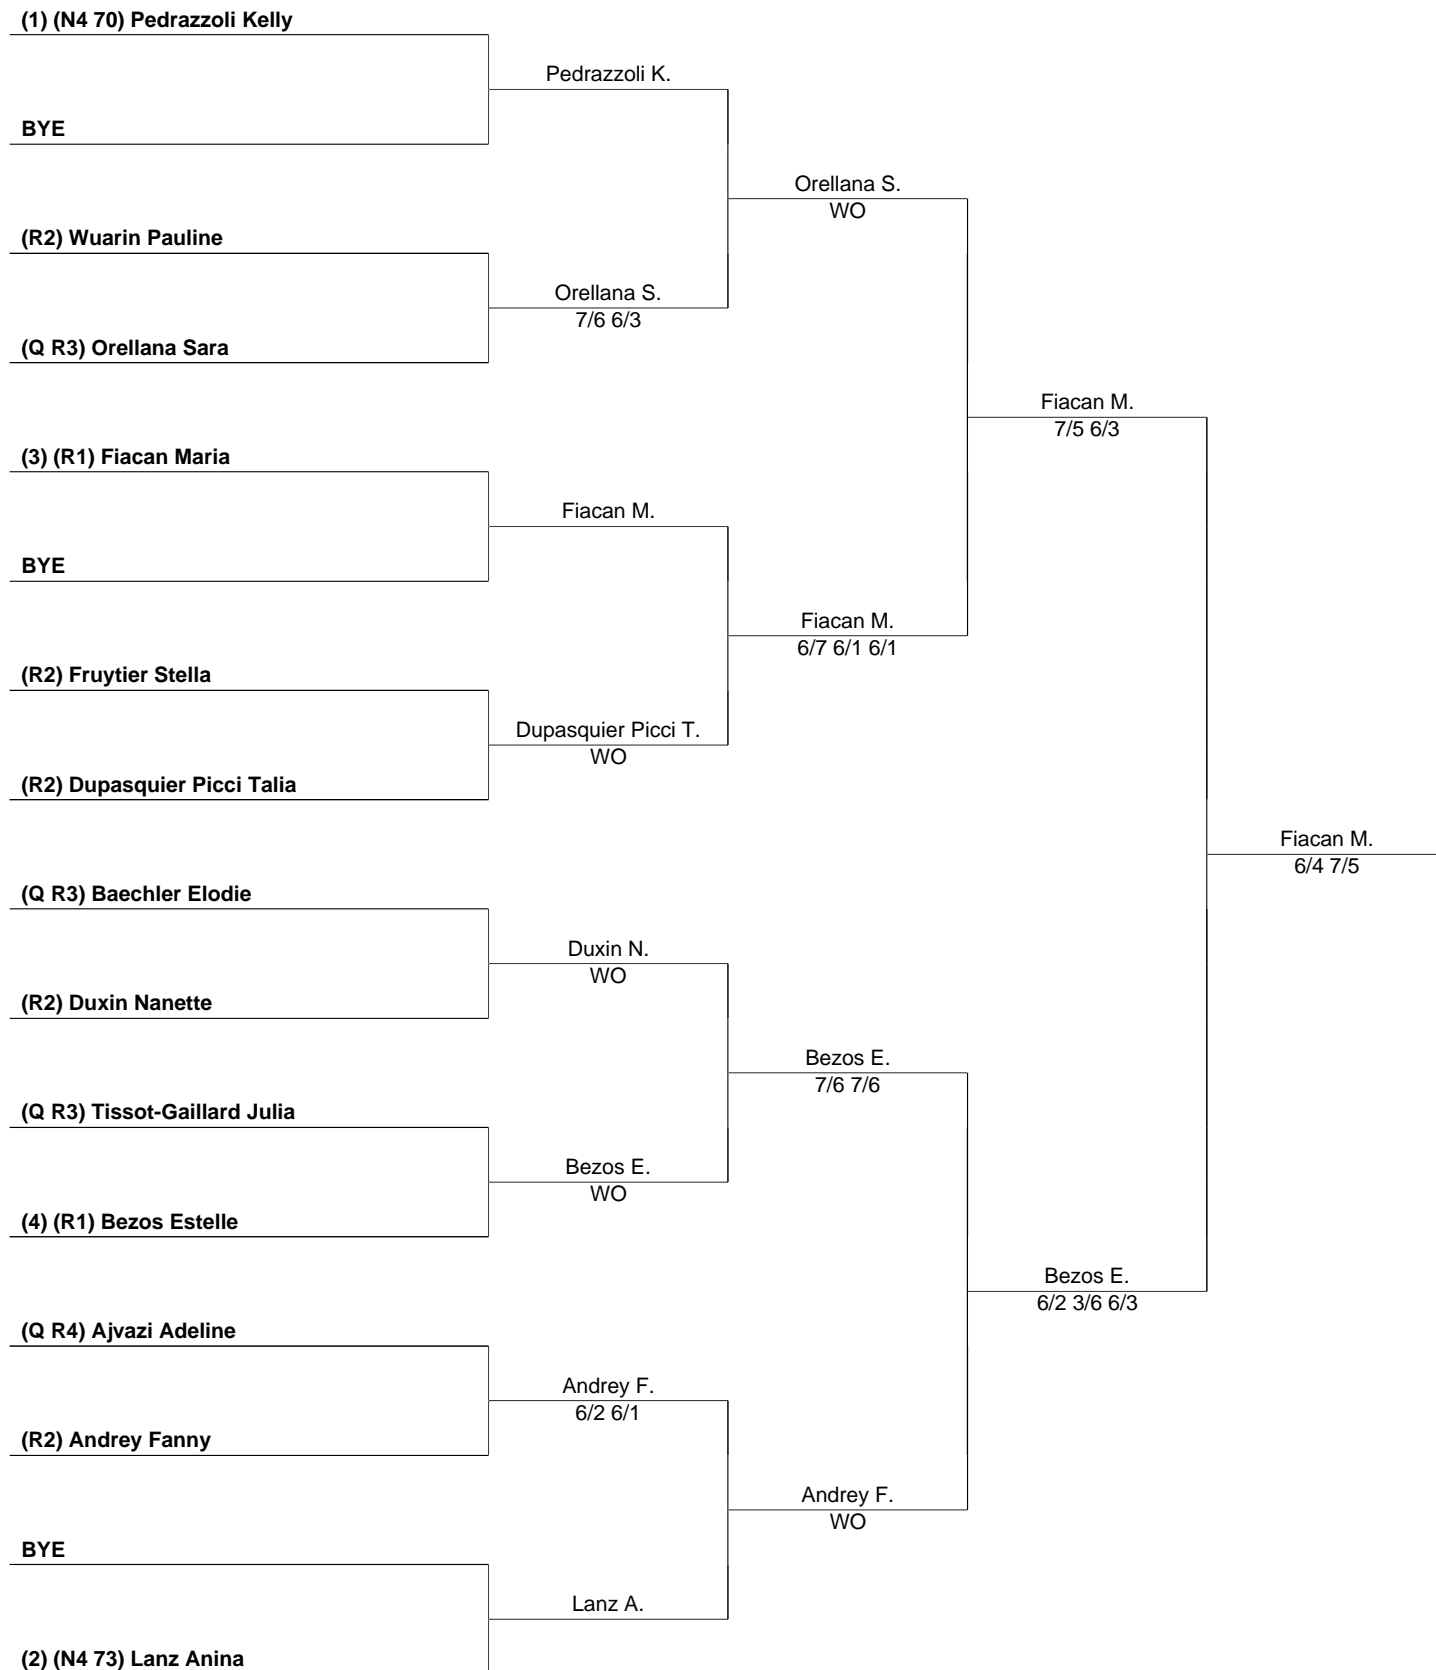 (1) (N4 70) Pedrazzoli Kelly
Pedrazzoli K.
BYE
Orellana S.
WO
(R2) Wuarin Pauline
Orellana S.
7/6 6/3
(Q R3) Orellana Sara
Fiacan M.
7/5 6/3
(3) (R1) Fiacan Maria
Fiacan M.
BYE
Fiacan M.
6/7 6/1 6/1
(R2) Fruytier Stella
Dupasquier Picci T.
WO
(R2) Dupasquier Picci Talia
Fiacan M.
6/4 7/5
(Q R3) Baechler Elodie
Duxin N.
WO
(R2) Duxin Nanette
Bezos E.
7/6 7/6
(Q R3) Tissot-Gaillard Julia
Bezos E.
WO
(4) (R1) Bezos Estelle
Bezos E.
6/2 3/6 6/3
(Q R4) Ajvazi Adeline
Andrey F.
6/2 6/1
(R2) Andrey Fanny
Andrey F.
WO
BYE
Lanz A.
(2) (N4 73) Lanz Anina